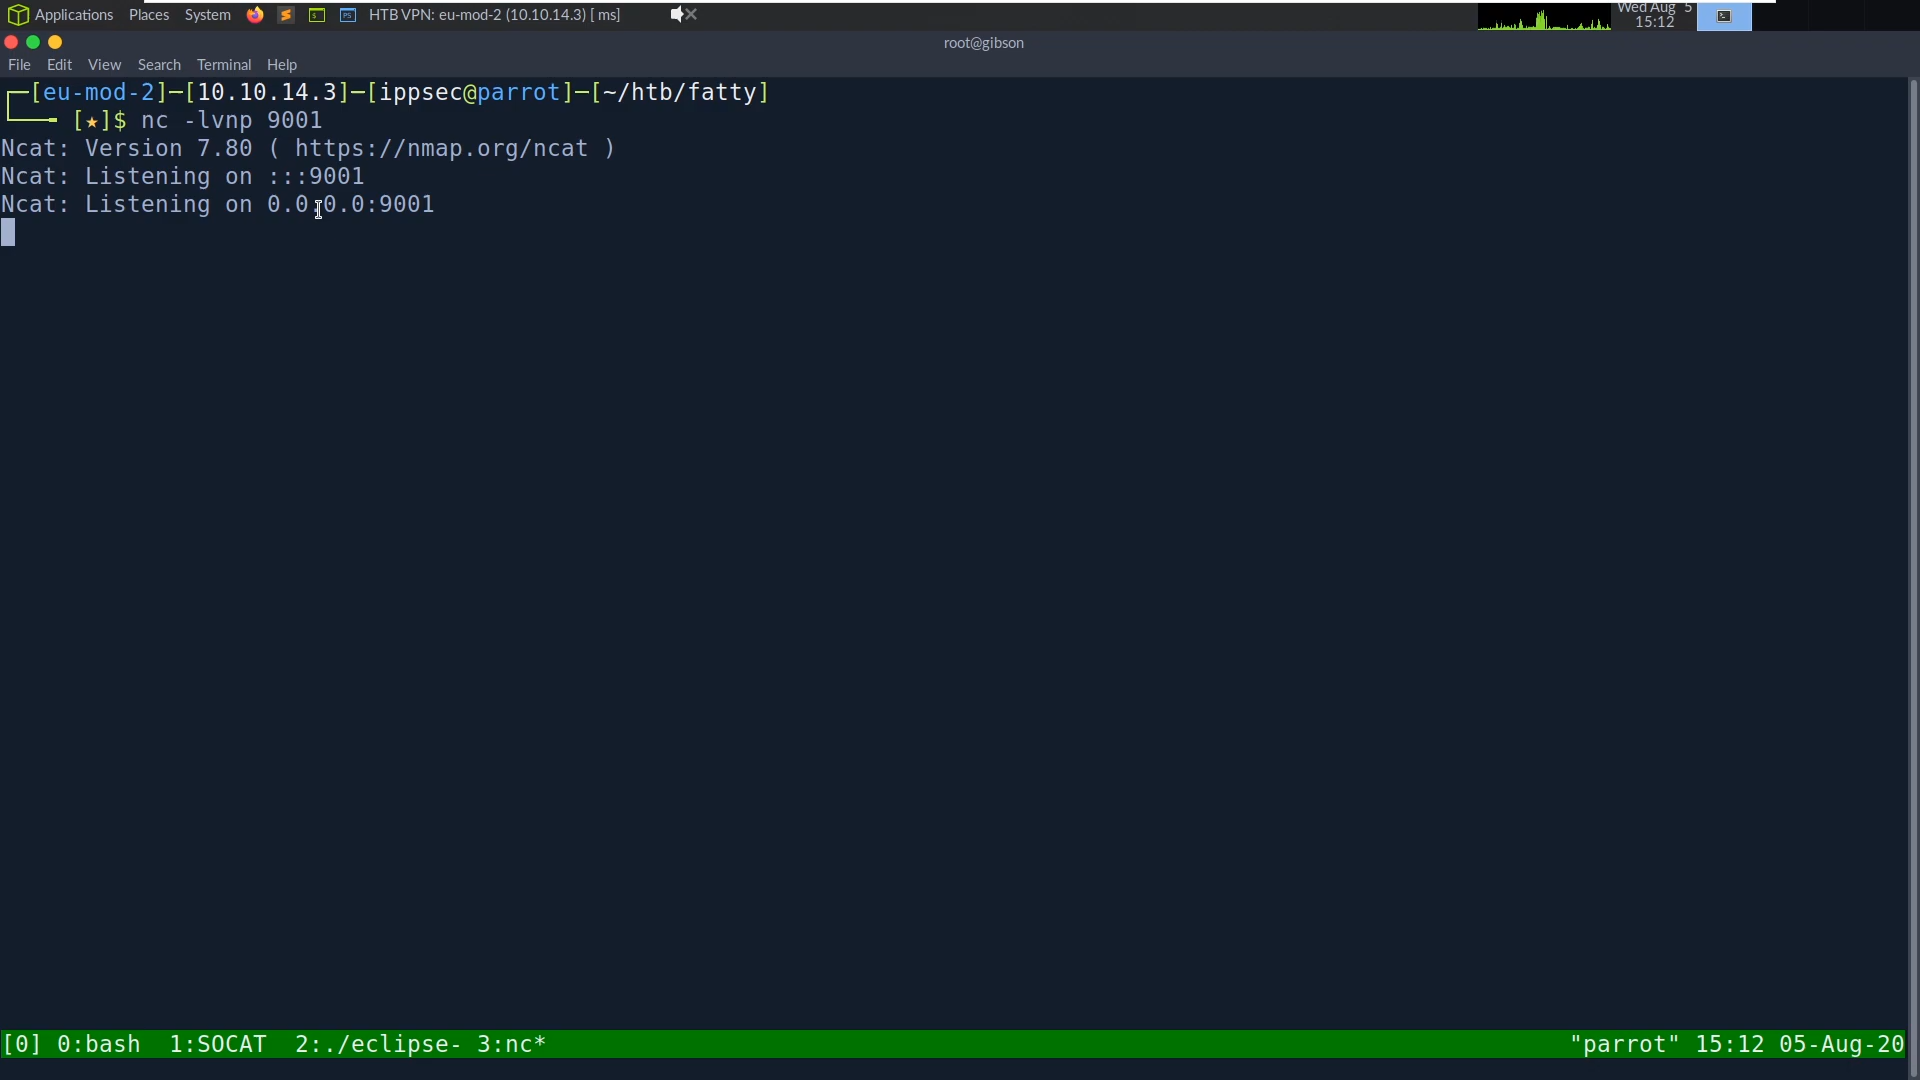 Applications Places System HTB VPN: eu-mod-2 (10.10.14.3) [ ms] Wed Aug 5
15:12
root@gibson
File Edit View Search Terminal Help
┌─[eu-mod-2]─[10.10.14.3]─[ippsec@parrot]─[~/htb/fatty]
└──╼ [★]$ nc -lvnp 9001
Ncat: Version 7.80 ( https://nmap.org/ncat )
Ncat: Listening on :::9001
Ncat: Listening on 0.0.0.0:9001
[0] 0:bash  1:SOCAT  2:./eclipse- 3:nc* "parrot" 15:12 05-Aug-20